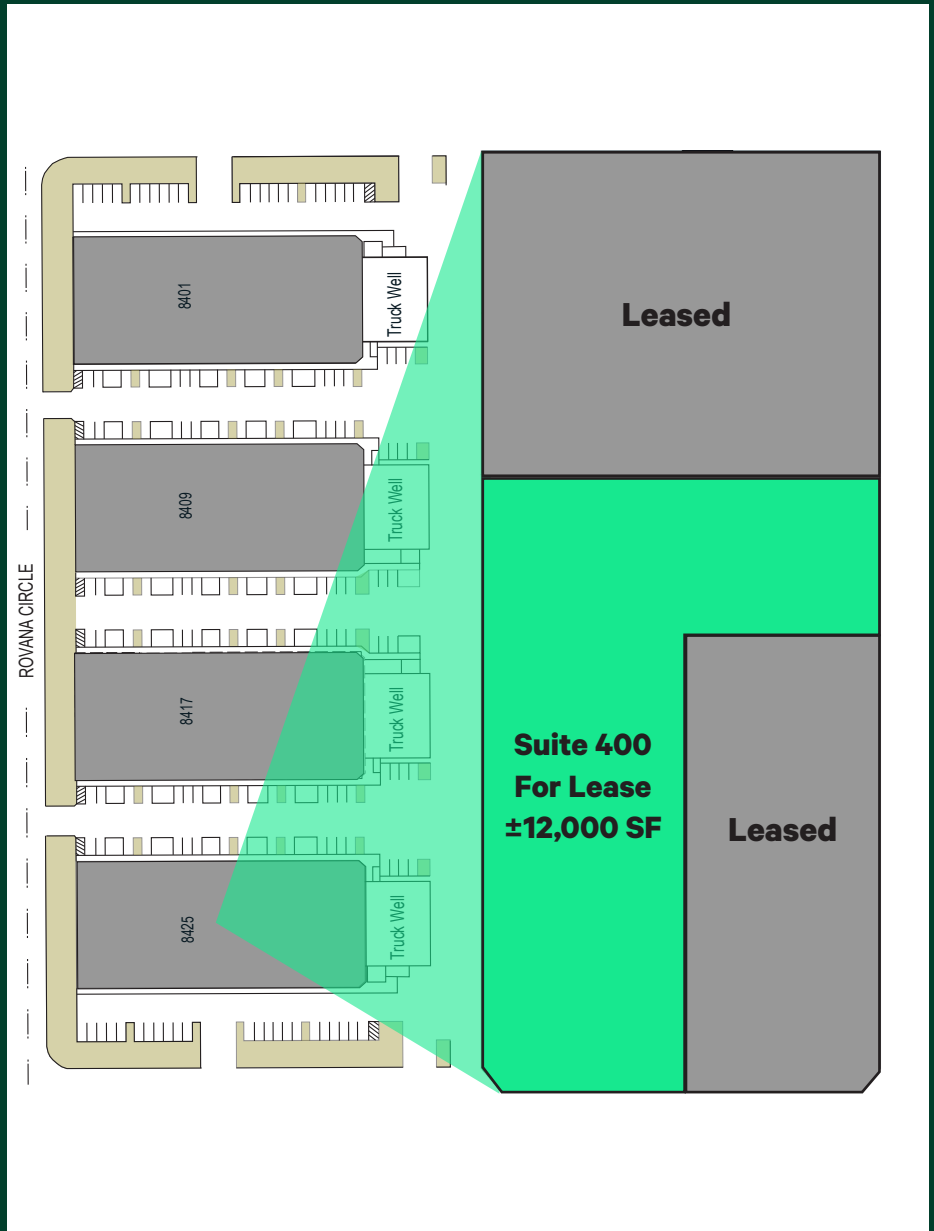 ROVANA CIRCLE
8401
Truck Well
8409
Truck Well
8417
Truck Well
8425
Truck Well
Leased
Suite 400
For Lease
±12,000 SF
Leased